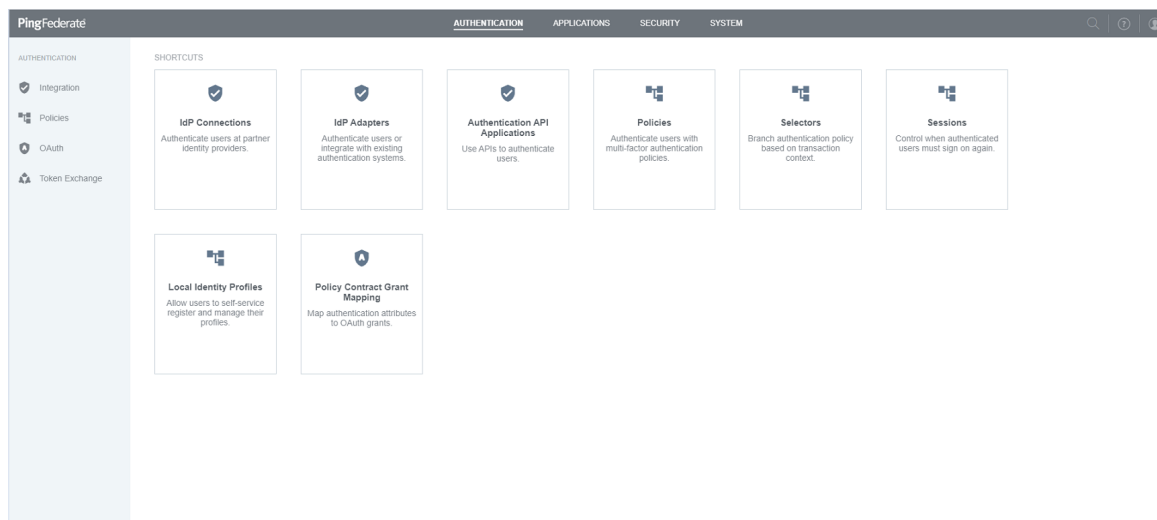 PingFederate
AUTHENTICATION
APPLICATIONS
SECURITY
SYSTEM
AUTHENTICATION
Integration
Policies
OAuth
Token Exchange
SHORTCUTS
IdP Connections
Authenticate users at partner
identity providers.
IdP Adapters
Authenticate users or
integrate with existing
authentication systems.
Authentication API
Applications
Use APIs to authenticate
users.
Policies
Authenticate users with
multi-factor authentication
policies.
Selectors
Branch authentication policy
based on transaction
context.
Sessions
Control when authenticated
users must sign on again.
Local Identity Profiles
Allow users to self-service
register and manage their
profiles.
Policy Contract Grant
Mapping
Map authentication attributes
to OAuth grants.